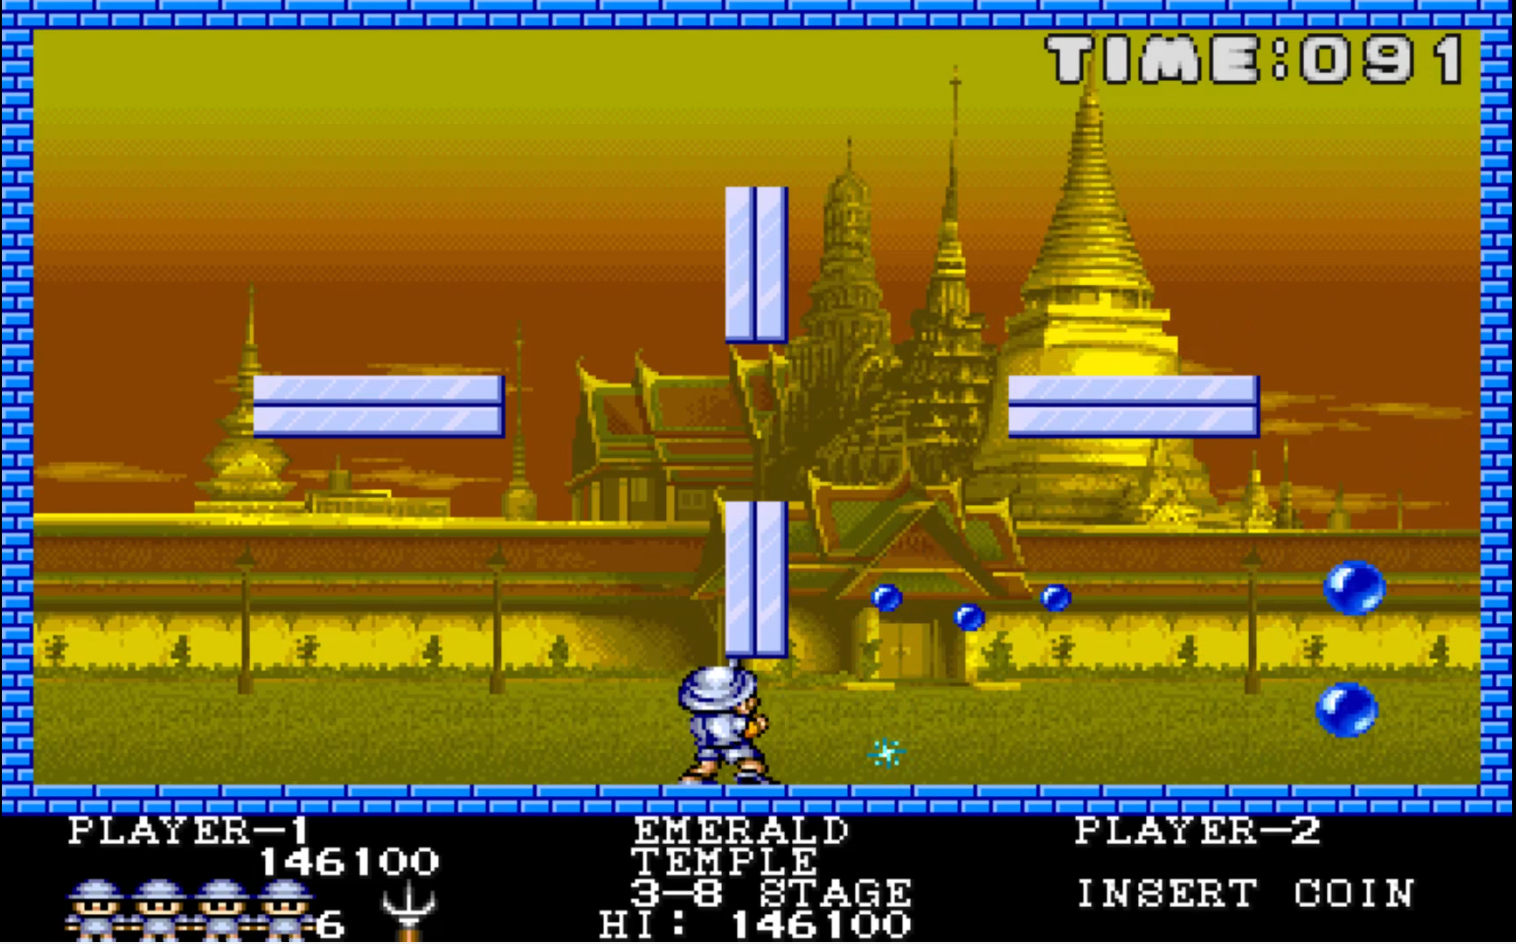 TIME:091
PLAYER-1
146100
6
EMERALD
TEMPLE
3-8 STAGE
HI: 146100
PLAYER-2
INSERT COIN